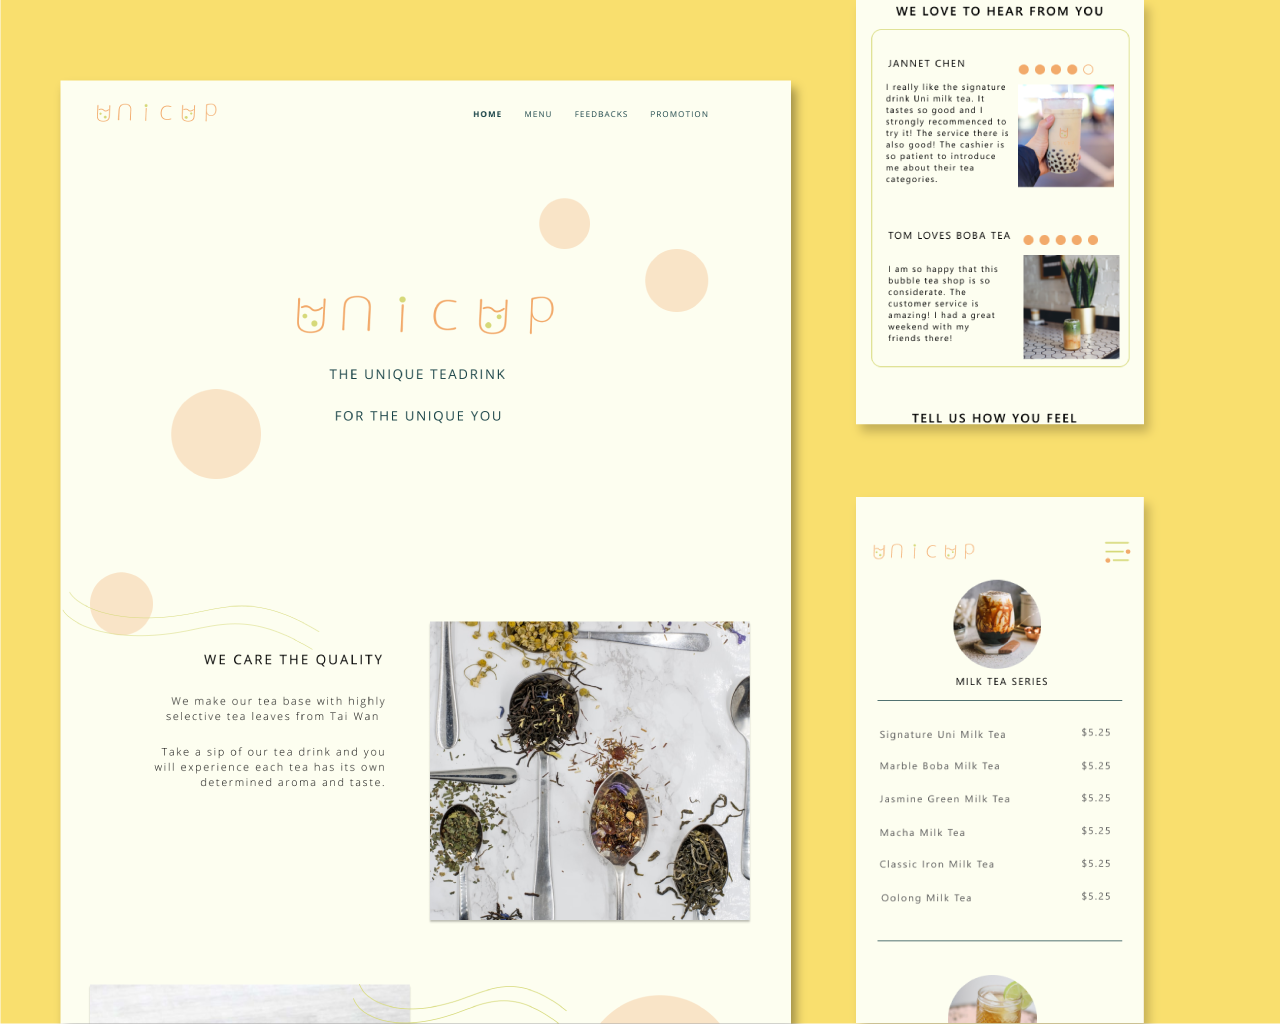 unicup
HOME MENU FEEDBACKS PROMOTION
unicup
THE UNIQUE TEADRINK
FOR THE UNIQUE YOU
WE CARE THE QUALITY
We make our tea base with highly
selective tea leaves from Tai Wan
Take a sip of our tea drink and you
will experience each tea has its own
determined aroma and taste.
WE LOVE TO HEAR FROM YOU
JANNET CHEN
I really like the signature
drink Uni milk tea. It
tastes so good and I
strongly recommenced to
try it! The service there is
also good! The cashier is
so patient to introduce
me about their tea
categories.
TOM LOVES BOBA TEA
I am so happy that this
bubble tea shop is so
considerate. The
customer service is
amazing! I had a great
weekend with my
friends there!
TELL US HOW YOU FEEL
unicup
MILK TEA SERIES
Signature Uni Milk Tea $5.25
Marble Boba Milk Tea $5.25
Jasmine Green Milk Tea $5.25
Macha Milk Tea $5.25
Classic Iron Milk Tea $5.25
Oolong Milk Tea $5.25